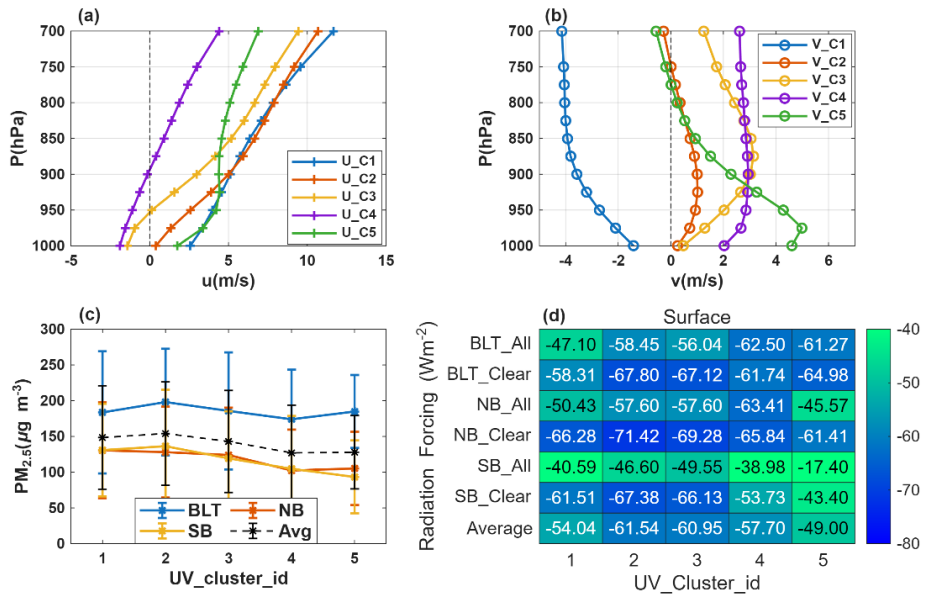 (a)
700
750
800
850
900
950
1000
P(hPa)
U_C1
U_C2
U_C3
U_C4
U_C5
-5 0 5 10 15
u(m/s)
(b)
700
750
800
850
900
950
1000
P(hPa)
V_C1
V_C2
V_C3
V_C4
V_C5
-4 -2 0 2 4 6
v(m/s)
(c)
300
250
200
150
100
50
0
PM2.5(μg m-3)
BLT NB
SB Avg
1 2 3 4 5
UV_cluster_id
(d) Surface
Radiation Forcing (Wm-2)
BLT_All -47.10 -58.45 -56.04 -62.50 -61.27
BLT_Clear -58.31 -67.80 -67.12 -61.74 -64.98
NB_All -50.43 -57.60 -57.60 -63.41 -45.57
NB_Clear -66.28 -71.42 -69.28 -65.84 -61.41
SB_All -40.59 -46.60 -49.55 -38.98 -17.40
SB_Clear -61.51 -67.38 -66.13 -53.73 -43.40
Average -54.04 -61.54 -60.95 -57.70 -49.00
1 2 3 4 5
UV_Cluster_id
-40
-50
-60
-70
-80